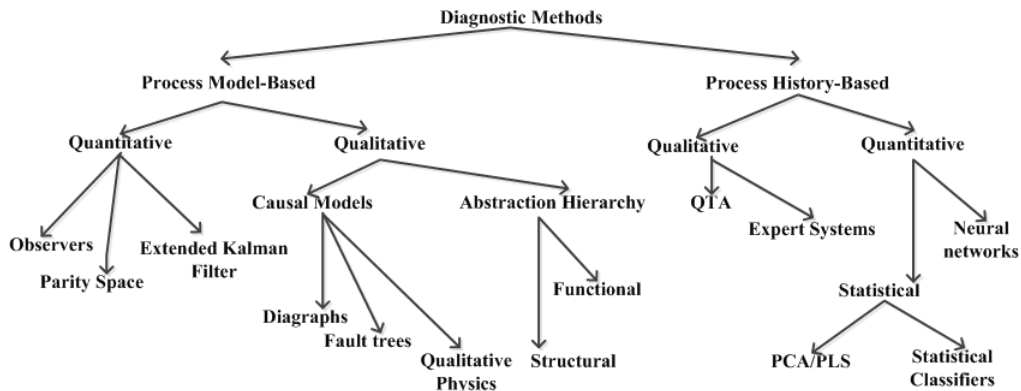 Diagnostic Methods
Process Model-Based
Process History-Based
Quantitative
Qualitative
Qualitative
Quantitative
Causal Models
Abstraction Hierarchy
QTA
Expert Systems
Neural
networks
Observers
Parity Space
Extended Kalman
Filter
Diagraphs
Fault trees
Qualitative
Physics
Functional
Structural
Statistical
PCA/PLS
Statistical
Classifiers